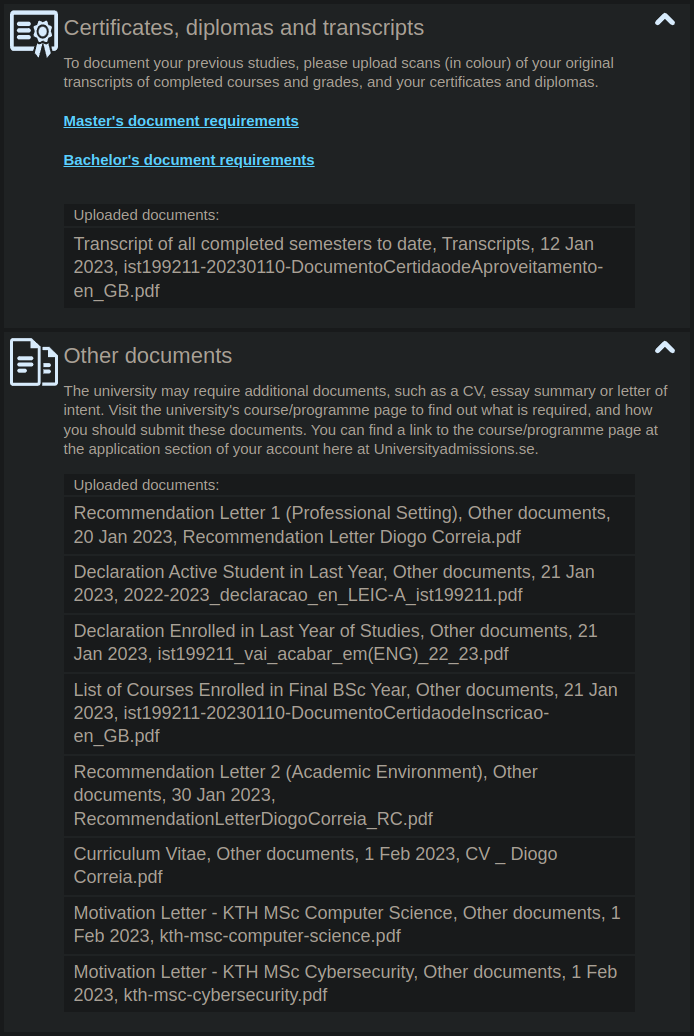 Certificates, diplomas and transcripts
To document your previous studies, please upload scans (in colour) of your original
transcripts of completed courses and grades, and your certificates and diplomas.
Master's document requirements
Bachelor's document requirements
Uploaded documents:
Transcript of all completed semesters to date, Transcripts, 12 Jan
2023, ist199211-20230110-DocumentoCertidaodeAproveitamento-
en_GB.pdf
Other documents
The university may require additional documents, such as a CV, essay summary or letter of
intent. Visit the university's course/programme page to find out what is required, and how
you should submit these documents. You can find a link to the course/programme page at
the application section of your account here at Universityadmissions.se.
Uploaded documents:
Recommendation Letter 1 (Professional Setting), Other documents,
20 Jan 2023, Recommendation Letter Diogo Correia.pdf
Declaration Active Student in Last Year, Other documents, 21 Jan
2023, 2022-2023_declaracao_en_LEIC-A_ist199211.pdf
Declaration Enrolled in Last Year of Studies, Other documents, 21
Jan 2023, ist199211_vai_acabar_em(ENG)_22_23.pdf
List of Courses Enrolled in Final BSc Year, Other documents, 21 Jan
2023, ist199211-20230110-DocumentoCertidaodeInscricao-
en_GB.pdf
Recommendation Letter 2 (Academic Environment), Other
documents, 30 Jan 2023,
RecommendationLetterDiogoCorreia_RC.pdf
Curriculum Vitae, Other documents, 1 Feb 2023, CV _ Diogo
Correia.pdf
Motivation Letter - KTH MSc Computer Science, Other documents, 1
Feb 2023, kth-msc-computer-science.pdf
Motivation Letter - KTH MSc Cybersecurity, Other documents, 1 Feb
2023, kth-msc-cybersecurity.pdf